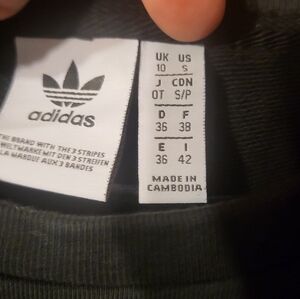 adidas
THE BRAND WITH THE 3 STRIPES
WELTMARKE MIT DEN 3 STREIFEN
LA MARQUE AUX 3 BANDES
UK US
10 S
J CDN
OT S/P
D F
36 38
E I
36 42
MADE IN
CAMBODIA